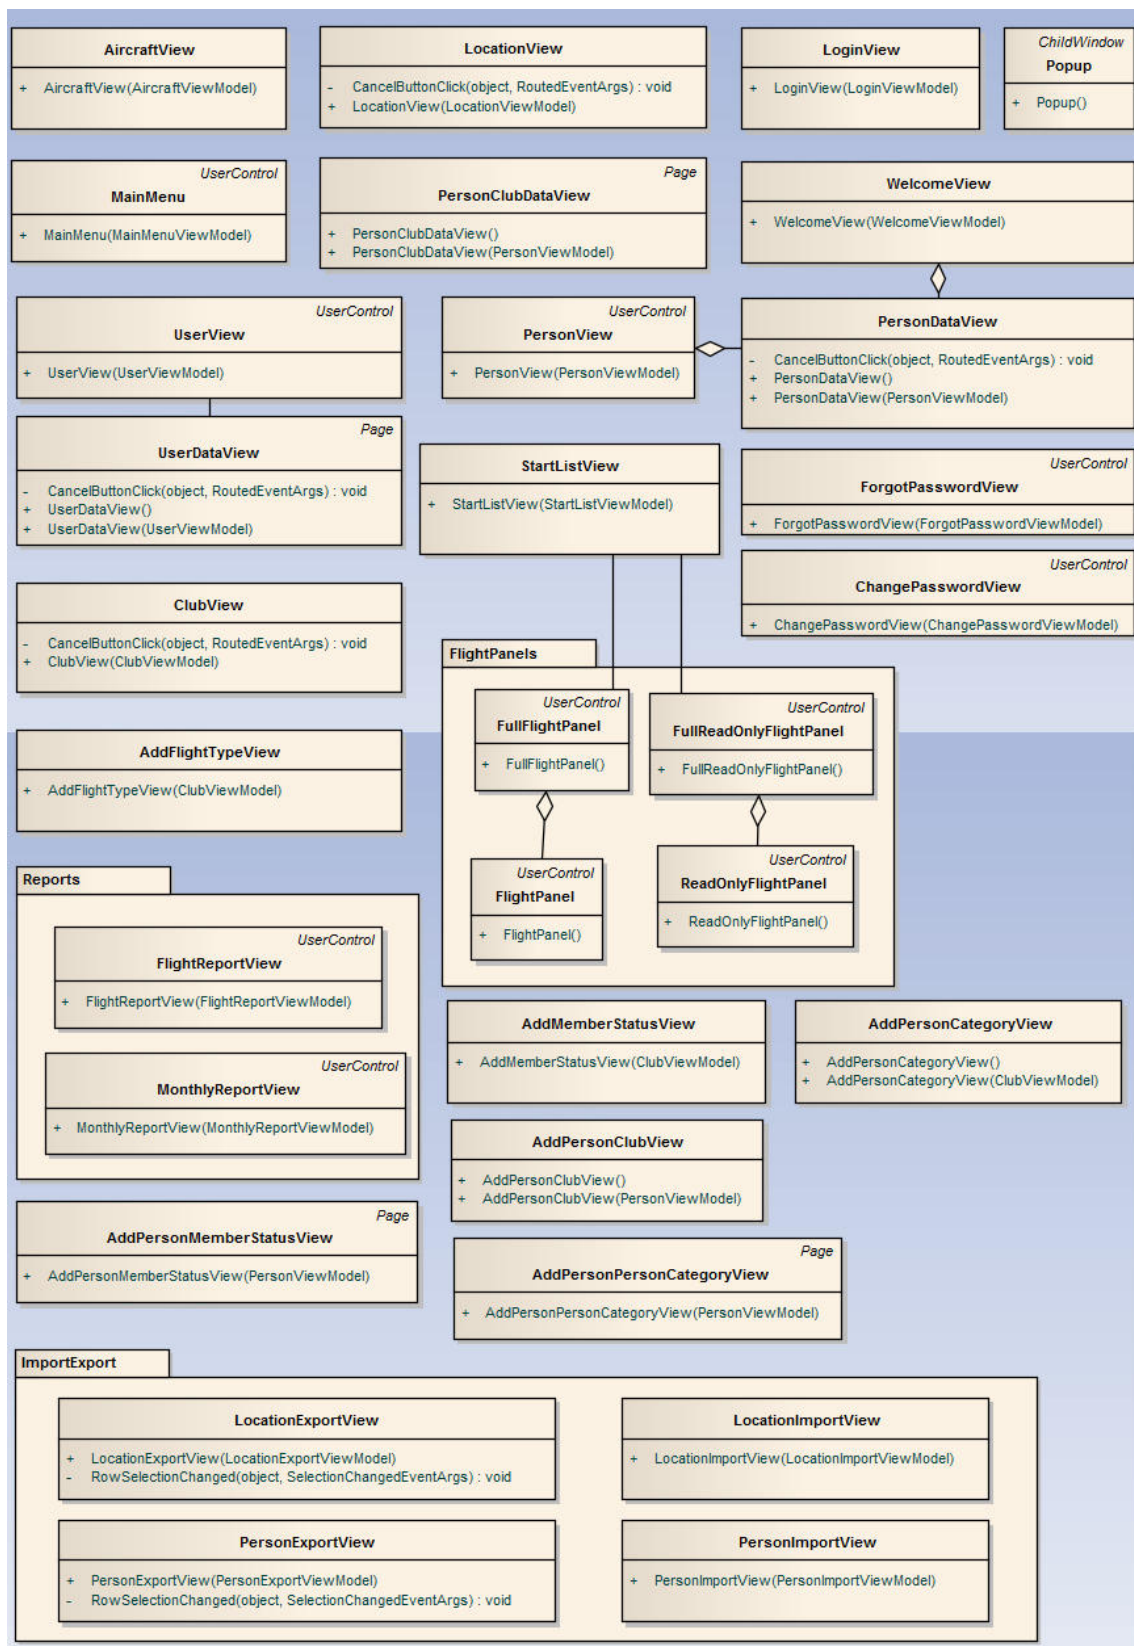 AircraftView
+ AircraftView(AircraftViewModel)
LocationView
- CancelButtonClick(object, RoutedEventArgs) : void
+ LocationView(LocationViewModel)
LoginView
+ LoginView(LoginViewModel)
ChildWindow
Popup
+ Popup()
UserControl
MainMenu
+ MainMenu(MainMenuViewModel)
Page
PersonClubDataView
+ PersonClubDataView()
+ PersonClubDataView(PersonViewModel)
WelcomeView
+ WelcomeView(WelcomeViewModel)
UserControl
UserView
+ UserView(UserViewModel)
UserControl
PersonView
+ PersonView(PersonViewModel)
PersonDataView
- CancelButtonClick(object, RoutedEventArgs) : void
+ PersonDataView()
+ PersonDataView(PersonViewModel)
Page
UserDataView
- CancelButtonClick(object, RoutedEventArgs) : void
+ UserDataView()
+ UserDataView(UserViewModel)
StartListView
+ StartListView(StartListViewModel)
UserControl
ForgotPasswordView
+ ForgotPasswordView(ForgotPasswordViewModel)
UserControl
ChangePasswordView
+ ChangePasswordView(ChangePasswordViewModel)
ClubView
- CancelButtonClick(object, RoutedEventArgs) : void
+ ClubView(ClubViewModel)
FlightPanels
UserControl
FullFlightPanel
+ FullFlightPanel()
UserControl
FullReadOnlyFlightPanel
+ FullReadOnlyFlightPanel()
AddFlightTypeView
+ AddFlightTypeView(ClubViewModel)
UserControl
FlightPanel
+ FlightPanel()
UserControl
ReadOnlyFlightPanel
+ ReadOnlyFlightPanel()
Reports
UserControl
FlightReportView
+ FlightReportView(FlightReportViewModel)
UserControl
MonthlyReportView
+ MonthlyReportView(MonthlyReportViewModel)
AddMemberStatusView
+ AddMemberStatusView(ClubViewModel)
AddPersonCategoryView
+ AddPersonCategoryView()
+ AddPersonCategoryView(ClubViewModel)
AddPersonClubView
+ AddPersonClubView()
+ AddPersonClubView(PersonViewModel)
Page
AddPersonMemberStatusView
+ AddPersonMemberStatusView(PersonViewModel)
Page
AddPersonPersonCategoryView
+ AddPersonPersonCategoryView(PersonViewModel)
ImportExport
LocationExportView
+ LocationExportView(LocationExportViewModel)
- RowSelectionChanged(object, SelectionChangedEventArgs) : void
LocationImportView
+ LocationImportView(LocationImportViewModel)
PersonExportView
+ PersonExportView(PersonExportViewModel)
- RowSelectionChanged(object, SelectionChangedEventArgs) : void
PersonImportView
+ PersonImportView(PersonImportViewModel)